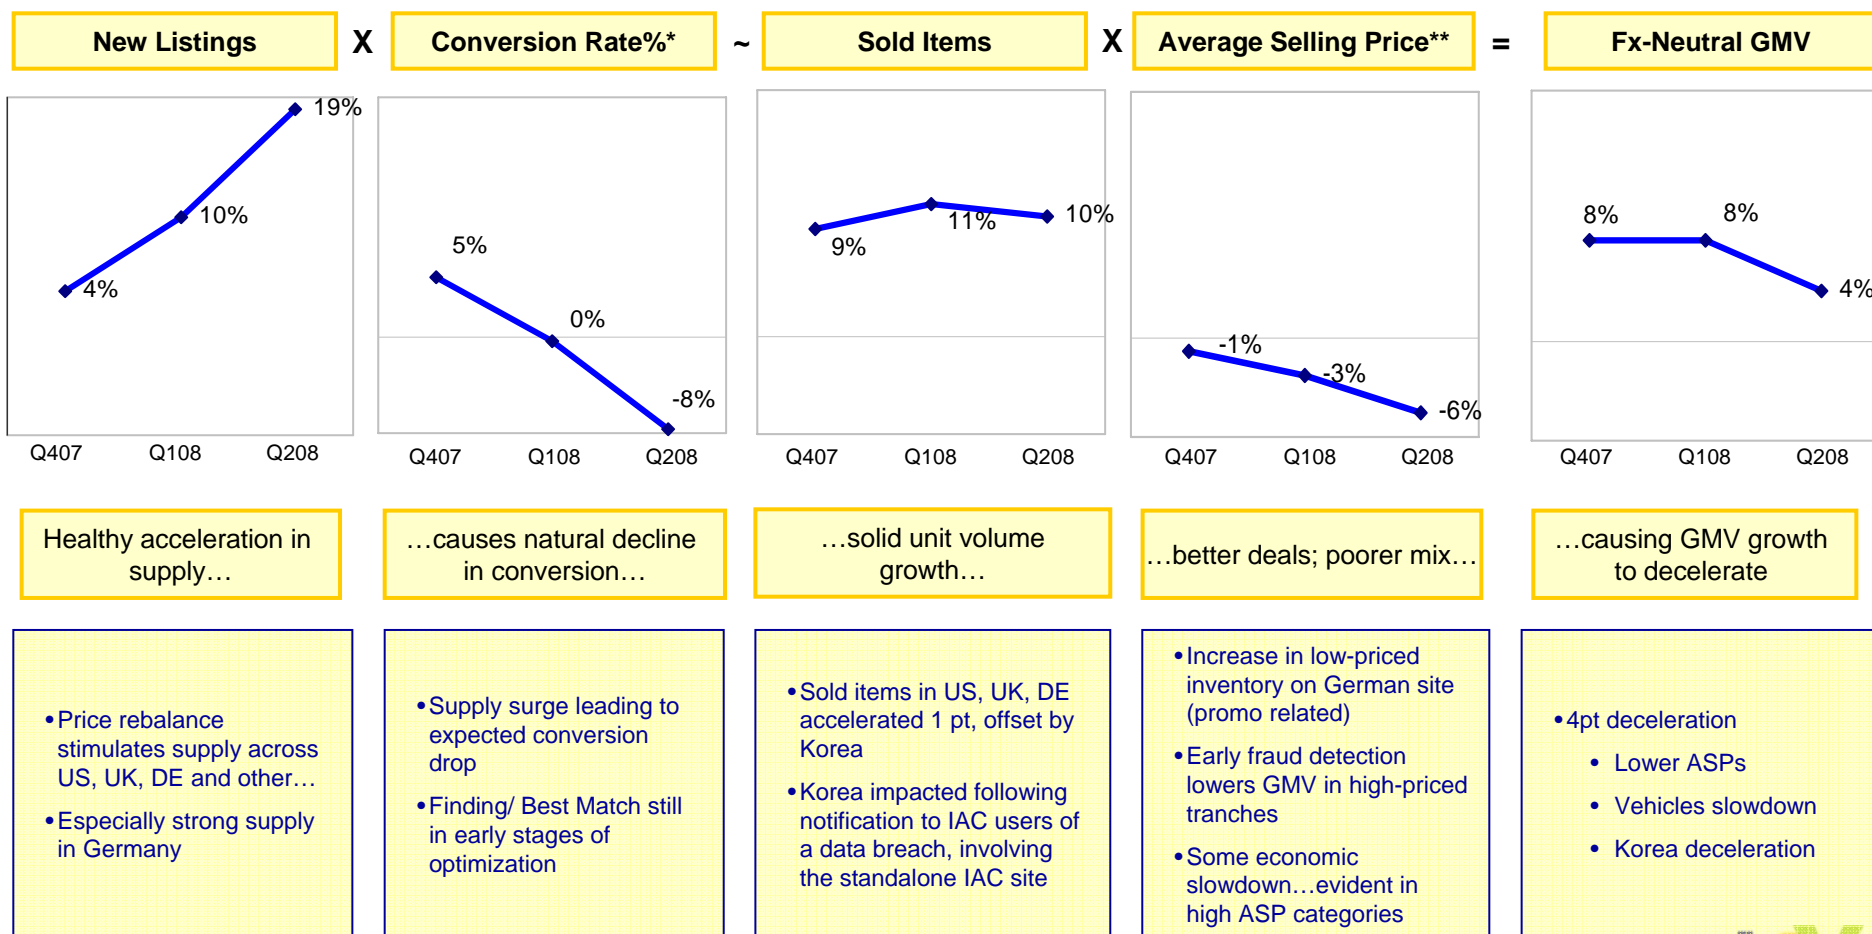 New Listings X Conversion Rate%* ~ Sold Items X Average Selling Price** = Fx-Neutral GMV
19%
10%
4%
Q407 Q108 Q208
5%
0%
-8%
Q407 Q108 Q208
9%
11%
10%
Q407 Q108 Q208
-1%
-3%
-6%
Q407 Q108 Q208
8%
8%
4%
Q407 Q108 Q208
Healthy acceleration in
supply…
…causes natural decline
in conversion…
…solid unit volume
growth…
…better deals; poorer mix…
…causing GMV growth
to decelerate
•Price rebalance
stimulates supply across
US, UK, DE and other…
•Especially strong supply
in Germany
•Supply surge leading to
expected conversion
drop
•Finding/ Best Match still
in early stages of
optimization
•Sold items in US, UK, DE
accelerated 1 pt, offset by
Korea
•Korea impacted following
notification to IAC users of
a data breach, involving
the standalone IAC site
•Increase in low-priced
inventory on German site
(promo related)
•Early fraud detection
lowers GMV in high-priced
tranches
•Some economic
slowdown…evident in
high ASP categories
•4pt deceleration
• Lower ASPs
• Vehicles slowdown
• Korea deceleration